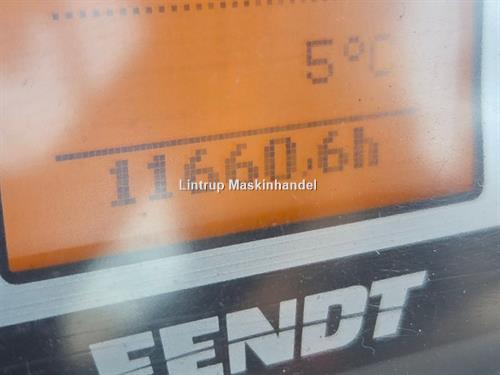 5°C
11660,6h
Lintrup Maskinhandel
FENDT